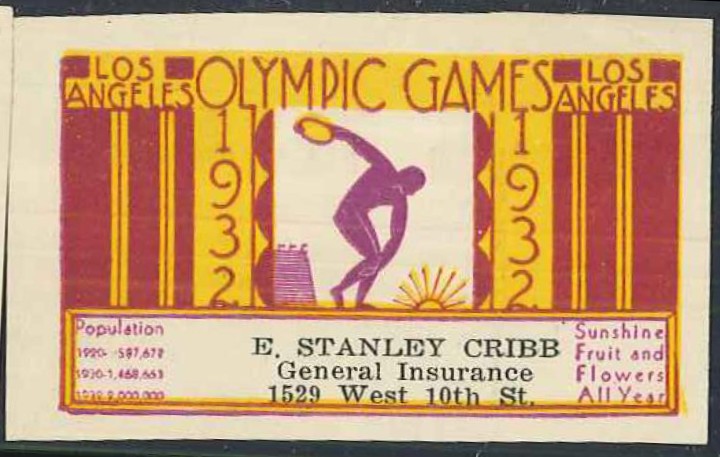 LOS ANGELES
OLYMPIC GAMES
LOS ANGELES
1932
1932
Population
1920- 587,678
1930-1,468,663
E. STANLEY CRIBB
General Insurance
1529 West 10th St.
Sunshine
Fruit and
Flowers
All Year